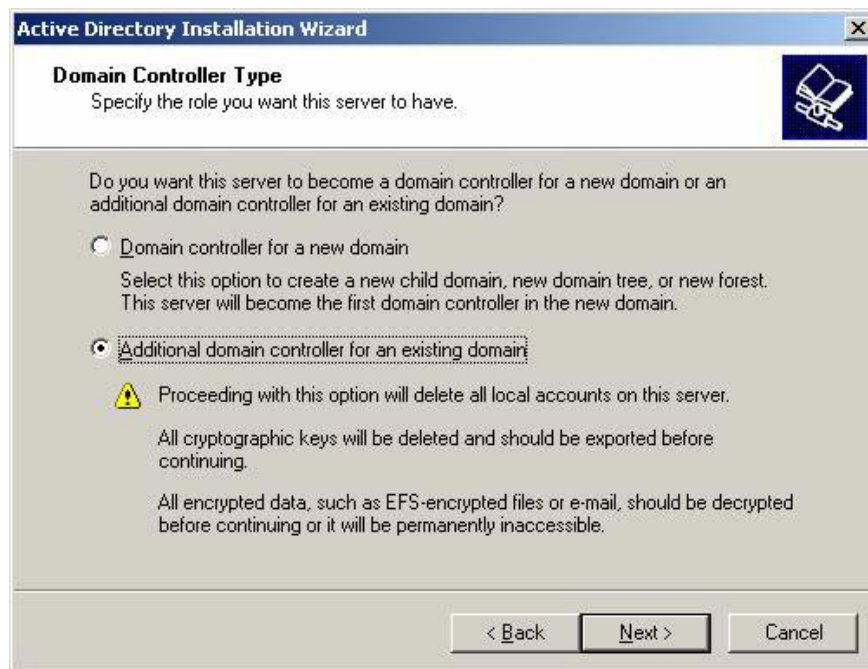 Active Directory Installation Wizard
Domain Controller Type
Specify the role you want this server to have.
Do you want this server to become a domain controller for a new domain or an
additional domain controller for an existing domain?
Domain controller for a new domain
Select this option to create a new child domain, new domain tree, or new forest.
This server will become the first domain controller in the new domain.
Additional domain controller for an existing domain
Proceeding with this option will delete all local accounts on this server.
All cryptographic keys will be deleted and should be exported before
continuing.
All encrypted data, such as EFS-encrypted files or e-mail, should be decrypted
before continuing or it will be permanently inaccessible.
< Back Next > Cancel